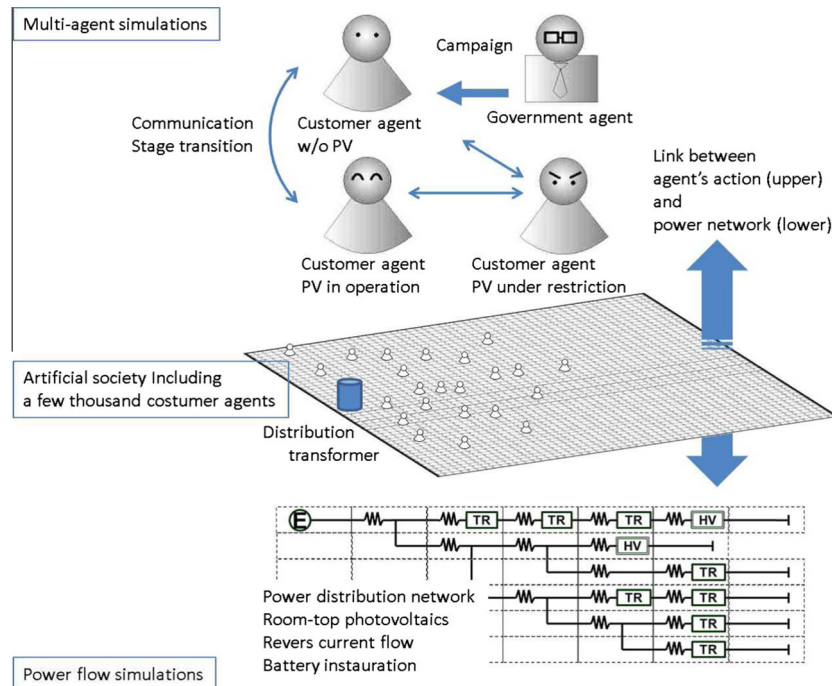 Multi-agent simulations
Campaign
Government agent
Communication
Stage transition
Customer agent
w/o PV
Link between
agent's action (upper)
and
power network (lower)
Customer agent
PV in operation
Customer agent
PV under restriction
Artificial society Including
a few thousand costumer agents
Distribution
transformer
E TR TR TR HV
HV
TR
Power distribution network TR TR
Room-top photovoltaics TR
Revers current flow TR
Battery instauration
Power flow simulations